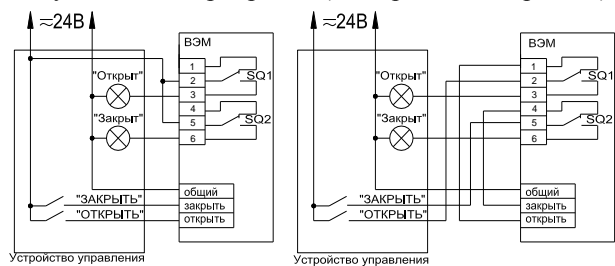 ≂24В
ВЭМ
1
"Открыт"
2
SQ1
3
4
"Закрыт"
5
SQ2
6
общий
"ЗАКРЫТЬ"
закрыть
"ОТКРЫТЬ"
открыть
Устройство управления
≂24В
ВЭМ
1
"Открыт"
2
SQ1
3
4
"Закрыт"
5
SQ2
6
общий
"ЗАКРЫТЬ"
закрыть
"ОТКРЫТЬ"
открыть
Устройство управления